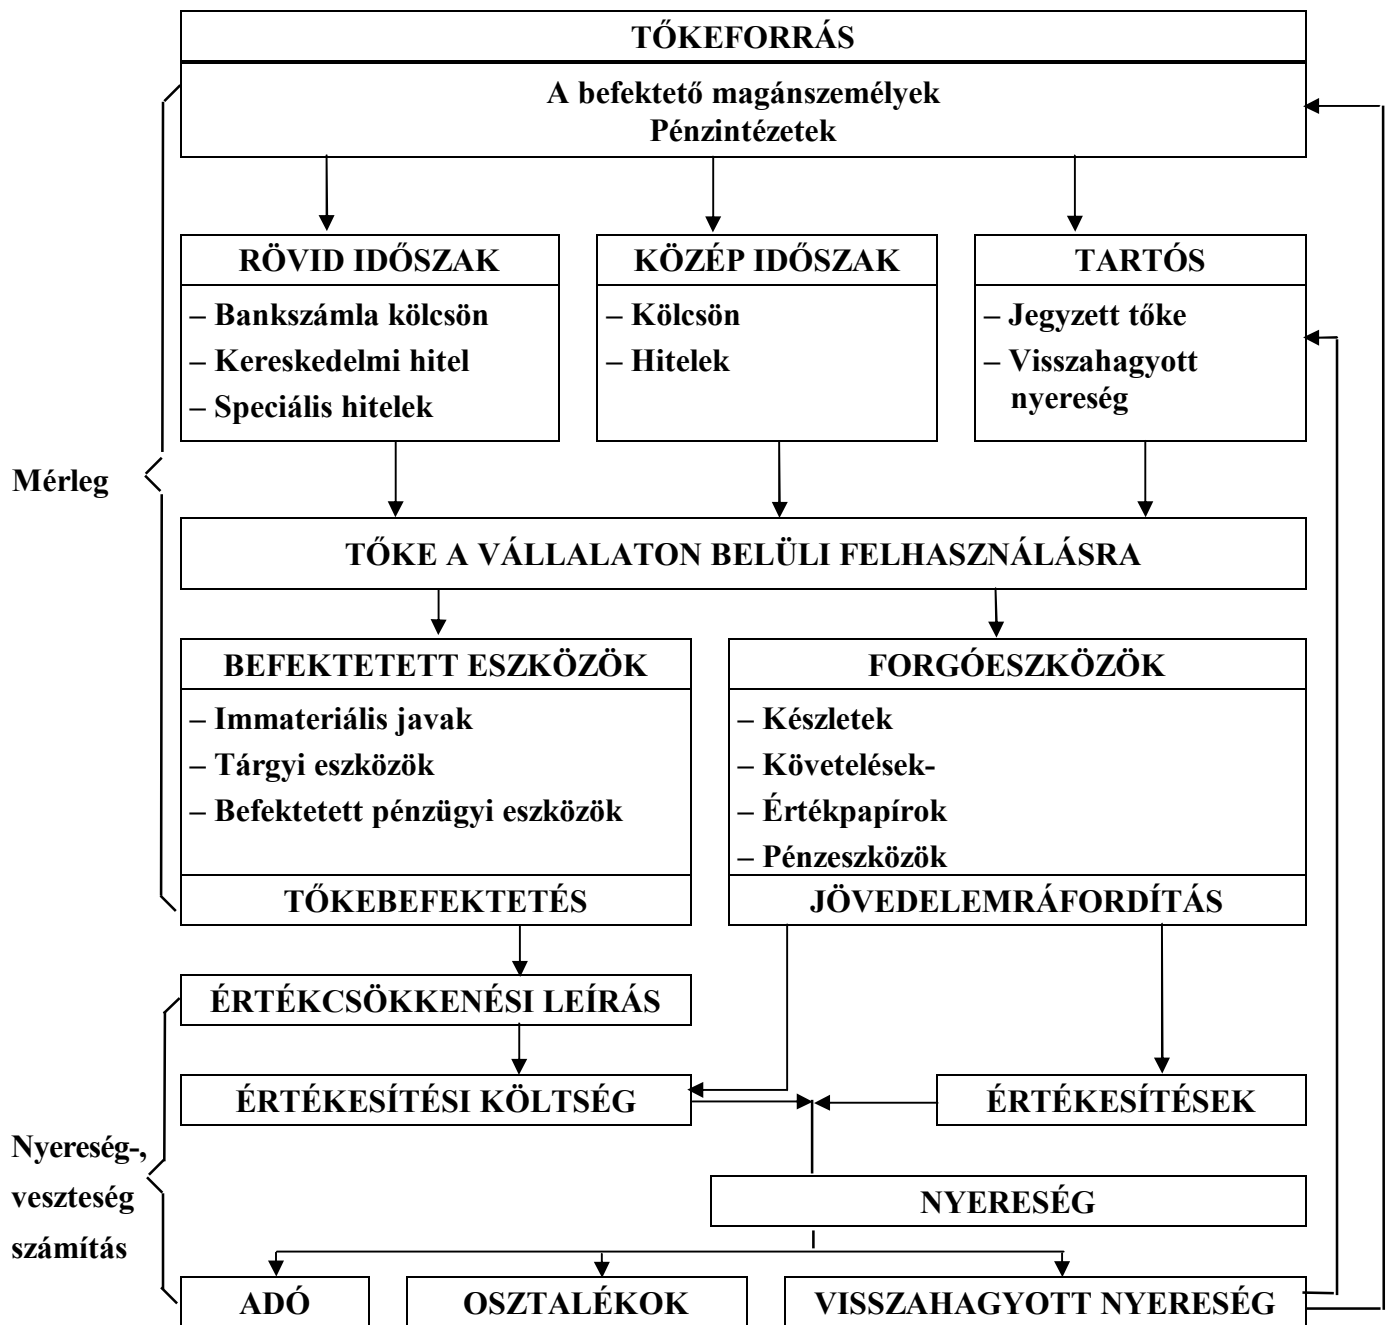 TŐKEFORRÁS
A befektető magánszemélyek
Pénzintézetek
RÖVID IDŐSZAK
– Bankszámla kölcsön
– Kereskedelmi hitel
– Speciális hitelek
KÖZÉP IDŐSZAK
– Kölcsön
– Hitelek
TARTÓS
– Jegyzett tőke
– Visszahagyott
nyereség
Mérleg
TŐKE A VÁLLALATON BELÜLI FELHASZNÁLÁSRA
BEFEKTETETT ESZKÖZÖK
– Immateriális javak
– Tárgyi eszközök
– Befektetett pénzügyi eszközök
TŐKEBEFEKTETÉS
FORGÓESZKÖZÖK
– Készletek
– Követelések-
– Értékpapírok
– Pénzeszközök
JÖVEDELEMRÁFORDÍTÁS
ÉRTÉKCSÖKKENÉSI LEÍRÁS
ÉRTÉKESÍTÉSI KÖLTSÉG
ÉRTÉKESÍTÉSEK
Nyereség-,
veszteség
számítás
NYERESÉG
ADÓ
OSZTALÉKOK
VISSZAHAGYOTT NYERESÉG